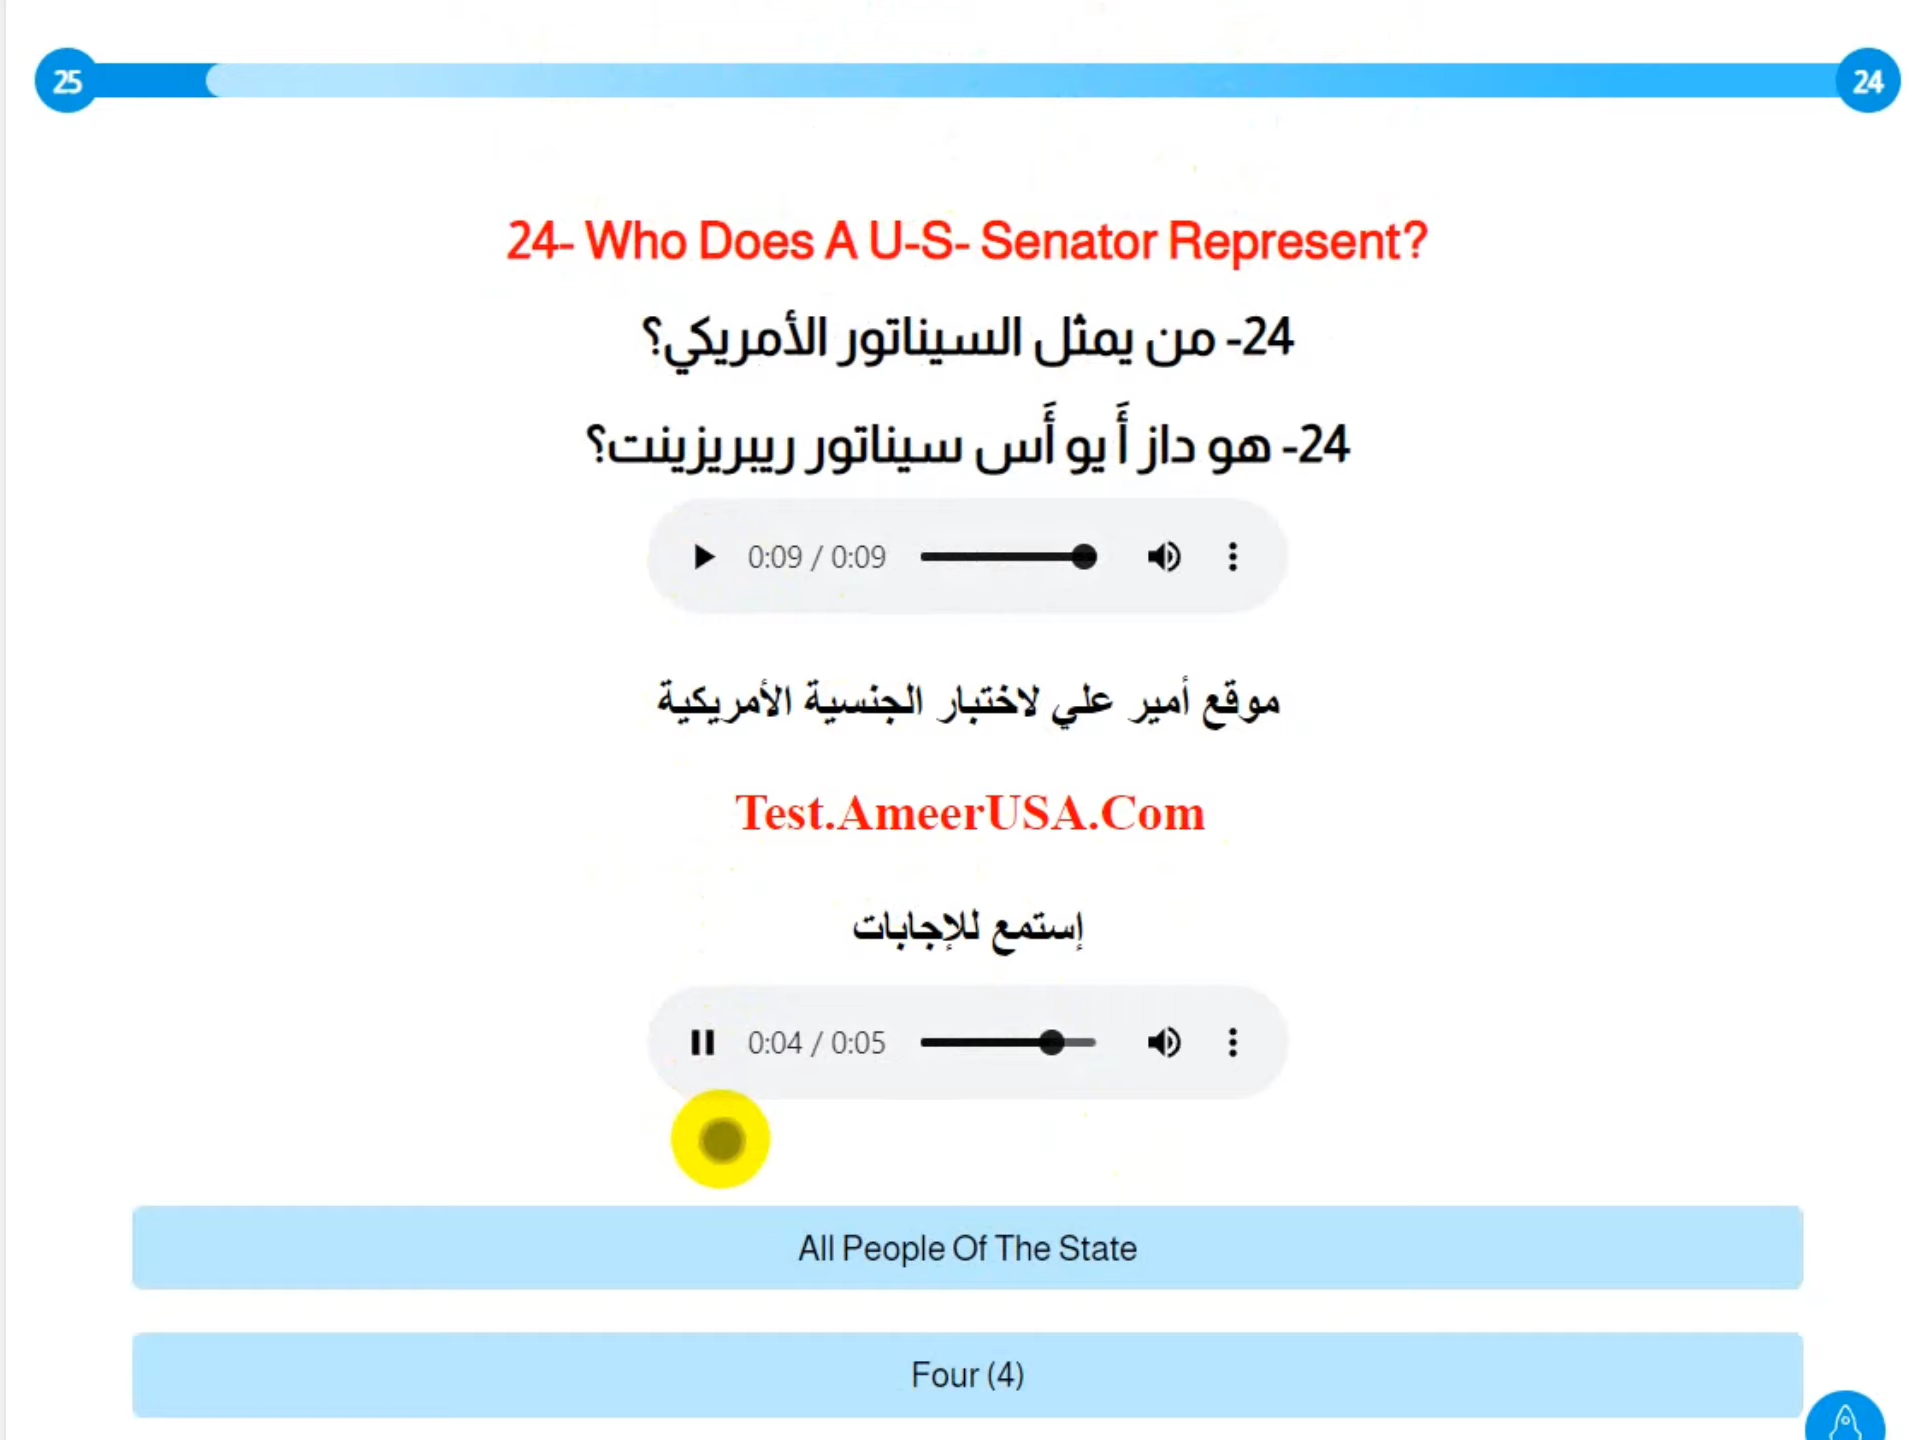 25
24
24- Who Does A U-S- Senator Represent?
24- من يمثل السيناتور الأمريكي؟
24- هو داز أَ يو أَس سيناتور ريبريزينت؟
0:09 / 0:09
موقع أمير علي لاختبار الجنسية الأمريكية
Test.AmeerUSA.Com
إستمع للإجابات
0:04 / 0:05
All People Of The State
Four (4)